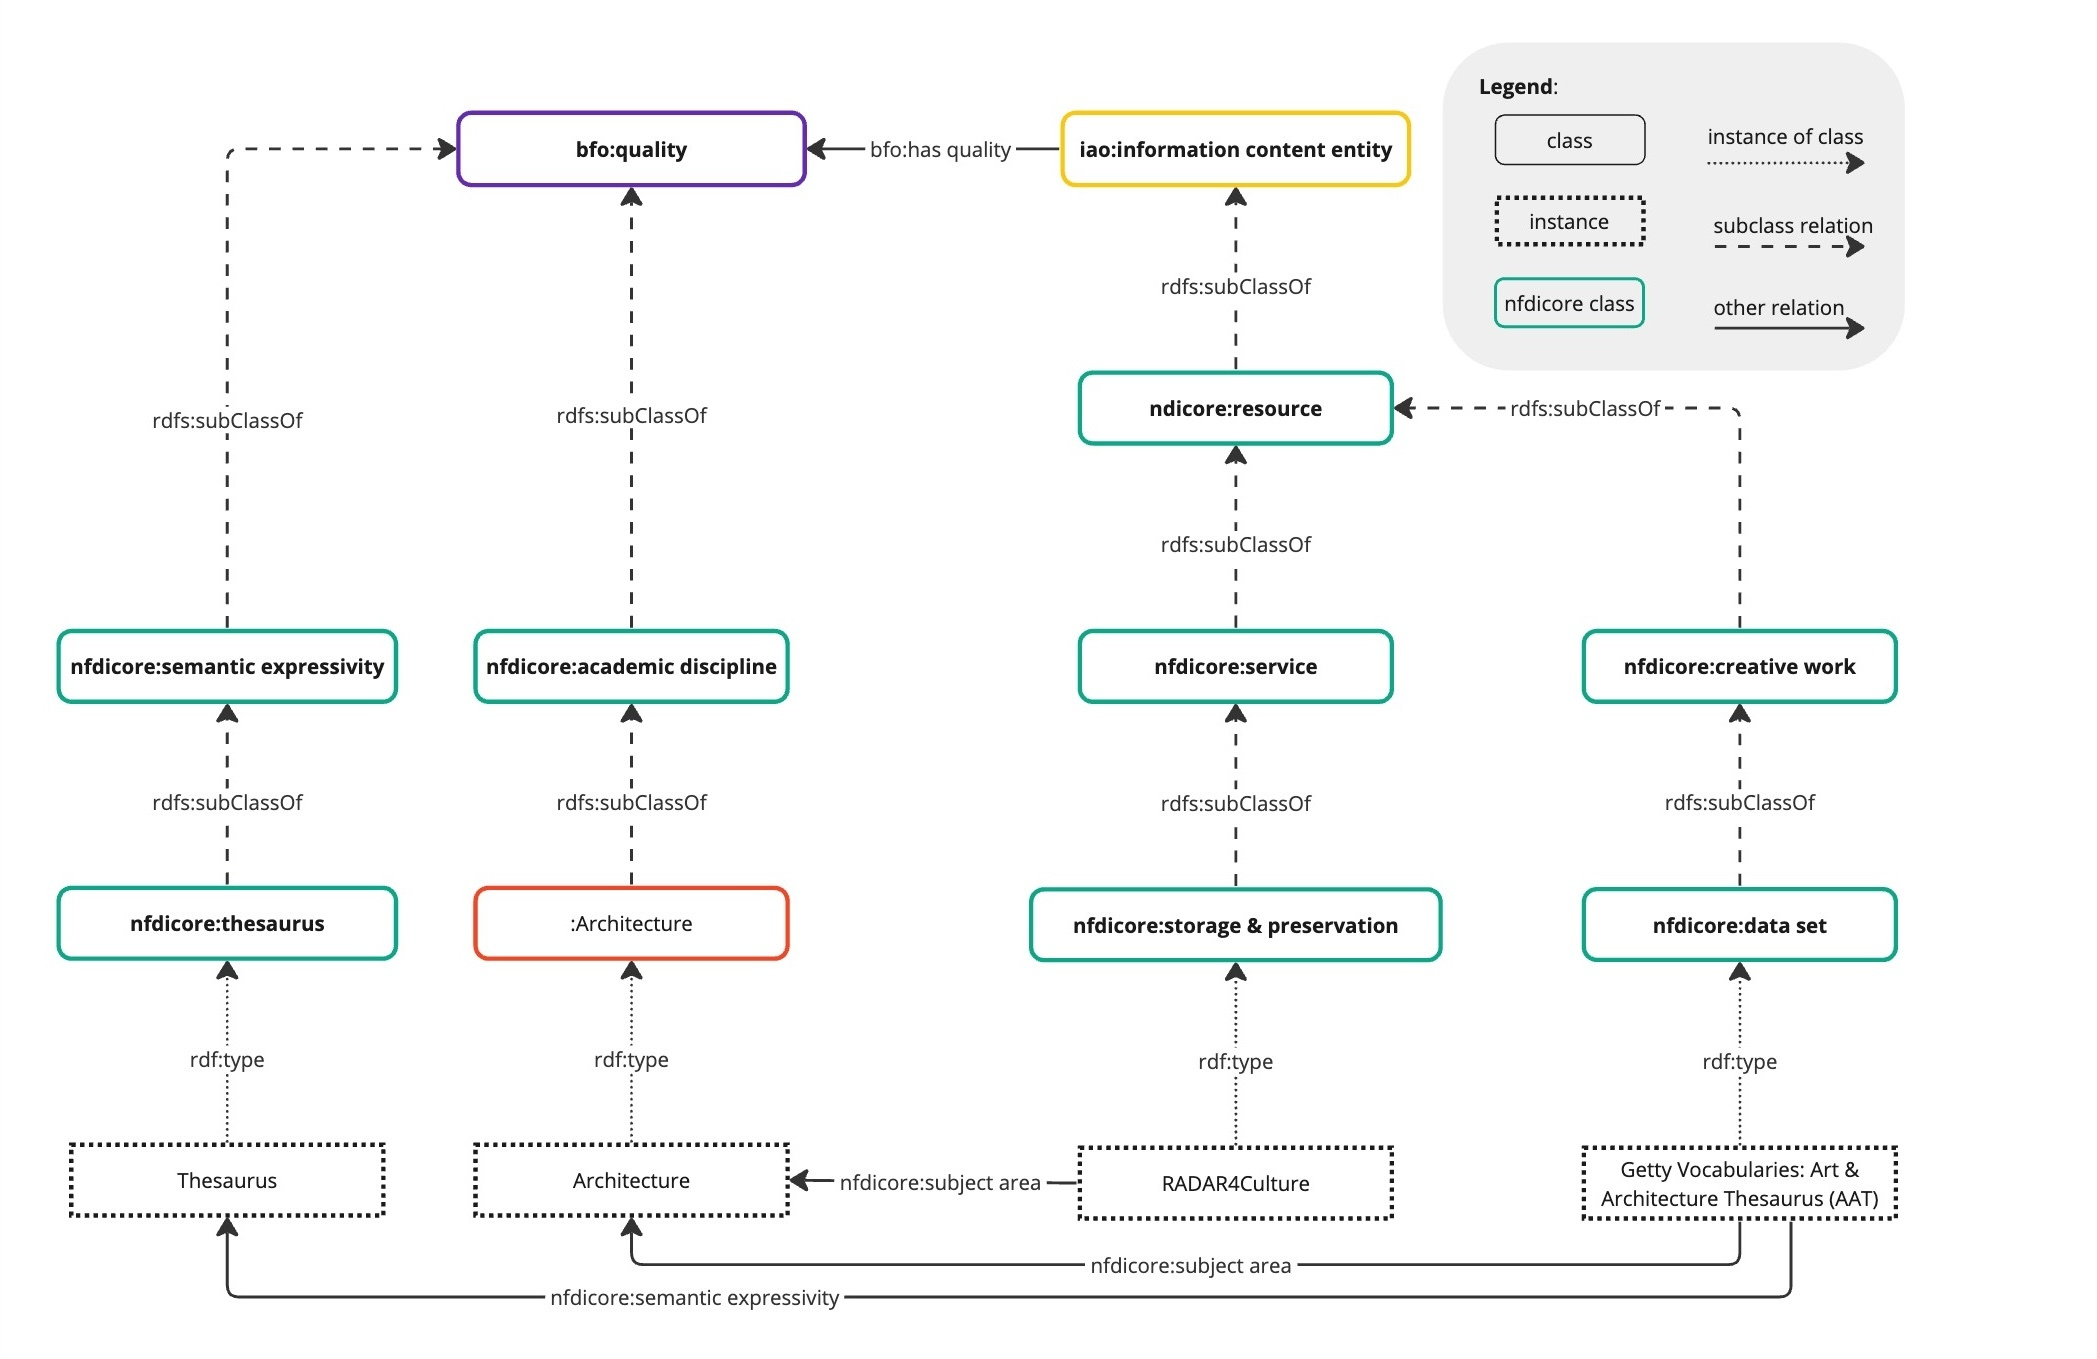 Legend:
class
instance of class
instance
subclass relation
nfdicore class
other relation
bfo:quality
bfo:has quality
iao:information content entity
rdfs:subClassOf
ndicore:resource
rdfs:subClassOf
rdfs:subClassOf
rdfs:subClassOf
rdfs:subClassOf
nfdicore:semantic expressivity
nfdicore:academic discipline
nfdicore:service
nfdicore:creative work
rdfs:subClassOf
rdfs:subClassOf
rdfs:subClassOf
rdfs:subClassOf
nfdicore:thesaurus
:Architecture
nfdicore:storage & preservation
nfdicore:data set
rdf:type
rdf:type
rdf:type
rdf:type
Thesaurus
Architecture
nfdicore:subject area
RADAR4Culture
Getty Vocabularies: Art &
Architecture Thesaurus (AAT)
nfdicore:subject area
nfdicore:semantic expressivity